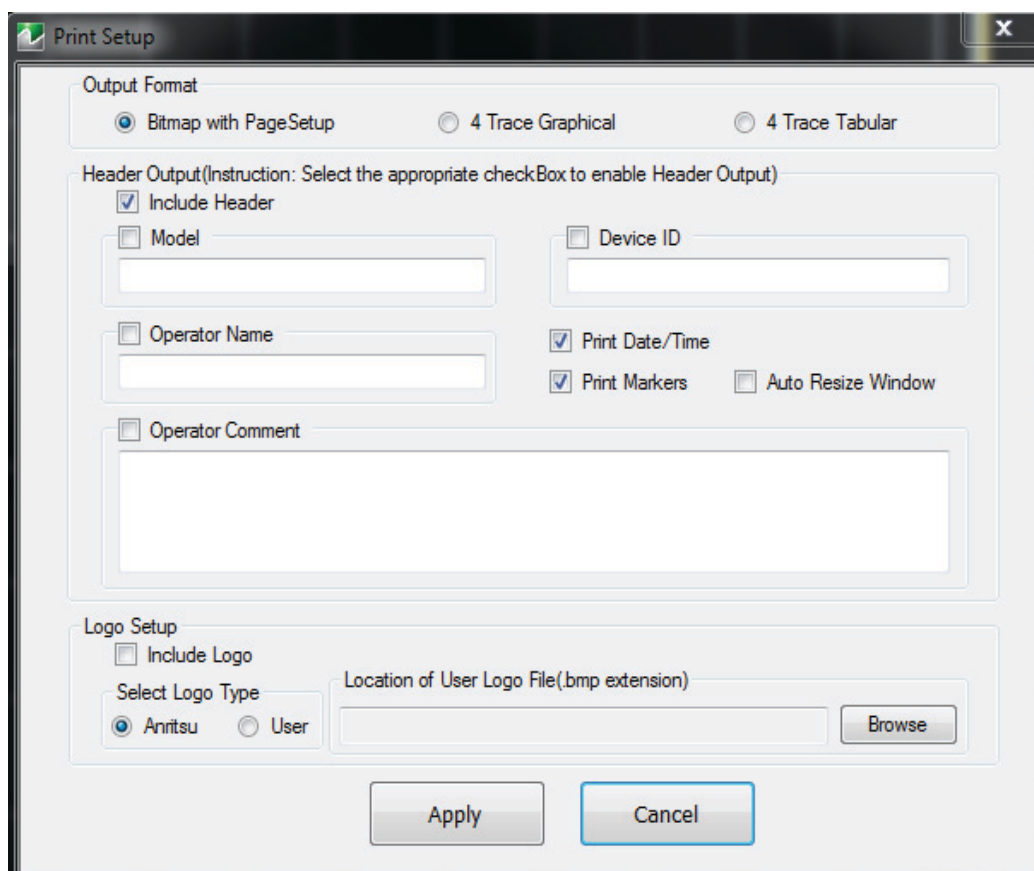 Print Setup
X
Output Format
Bitmap with PageSetup 4 Trace Graphical 4 Trace Tabular
Header Output(Instruction: Select the appropriate checkBox to enable Header Output)
Include Header
Model Device ID
Operator Name
Print Date/Time
Print Markers Auto Resize Window
Operator Comment
Logo Setup
Include Logo
Select Logo Type Location of User Logo File(.bmp extension)
Anritsu User Browse
Apply Cancel